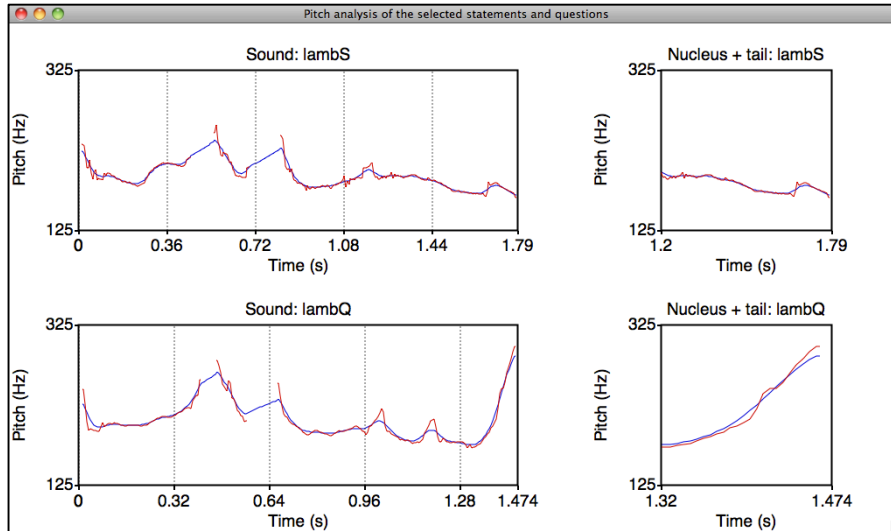 Pitch analysis of the selected statements and questions
Sound: lambS
325
Pitch (Hz)
125
0 0.36 0.72 1.08 1.44 1.79
Time (s)
Nucleus + tail: lambS
325
Pitch (Hz)
125
1.2 1.79
Time (s)
Sound: lambQ
325
Pitch (Hz)
125
0 0.32 0.64 0.96 1.28 1.474
Time (s)
Nucleus + tail: lambQ
325
Pitch (Hz)
125
1.32 1.474
Time (s)